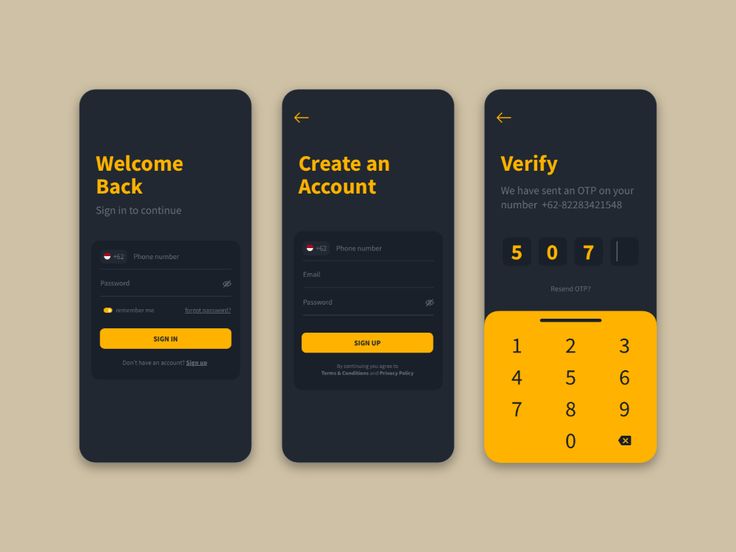 Welcome
Back
Sign in to continue
+62 Phone number
Password
remember me forgot password?
SIGN IN
Don't have an account? Sign up
Create an
Account
+62 Phone number
Email
Password
SIGN UP
By continuing you agree to
Terms & Conditions and Privacy Policy
Verify
We have sent an OTP on your
number +62-82283421548
5 0 7
Resend OTP?
1 2 3
4 5 6
7 8 9
0